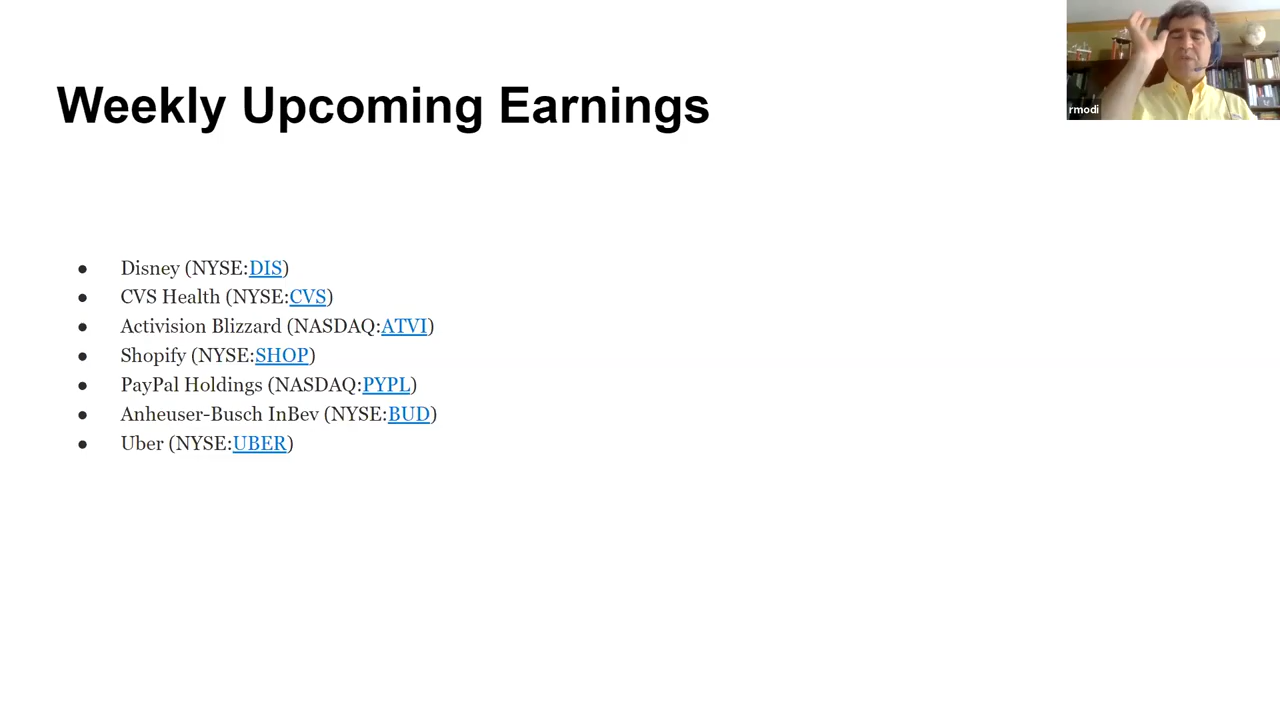 Weekly Upcoming Earnings
rmodi
● Disney (NYSE:DIS)
● CVS Health (NYSE:CVS)
● Activision Blizzard (NASDAQ:ATVI)
● Shopify (NYSE:SHOP)
● PayPal Holdings (NASDAQ:PYPL)
● Anheuser-Busch InBev (NYSE:BUD)
● Uber (NYSE:UBER)